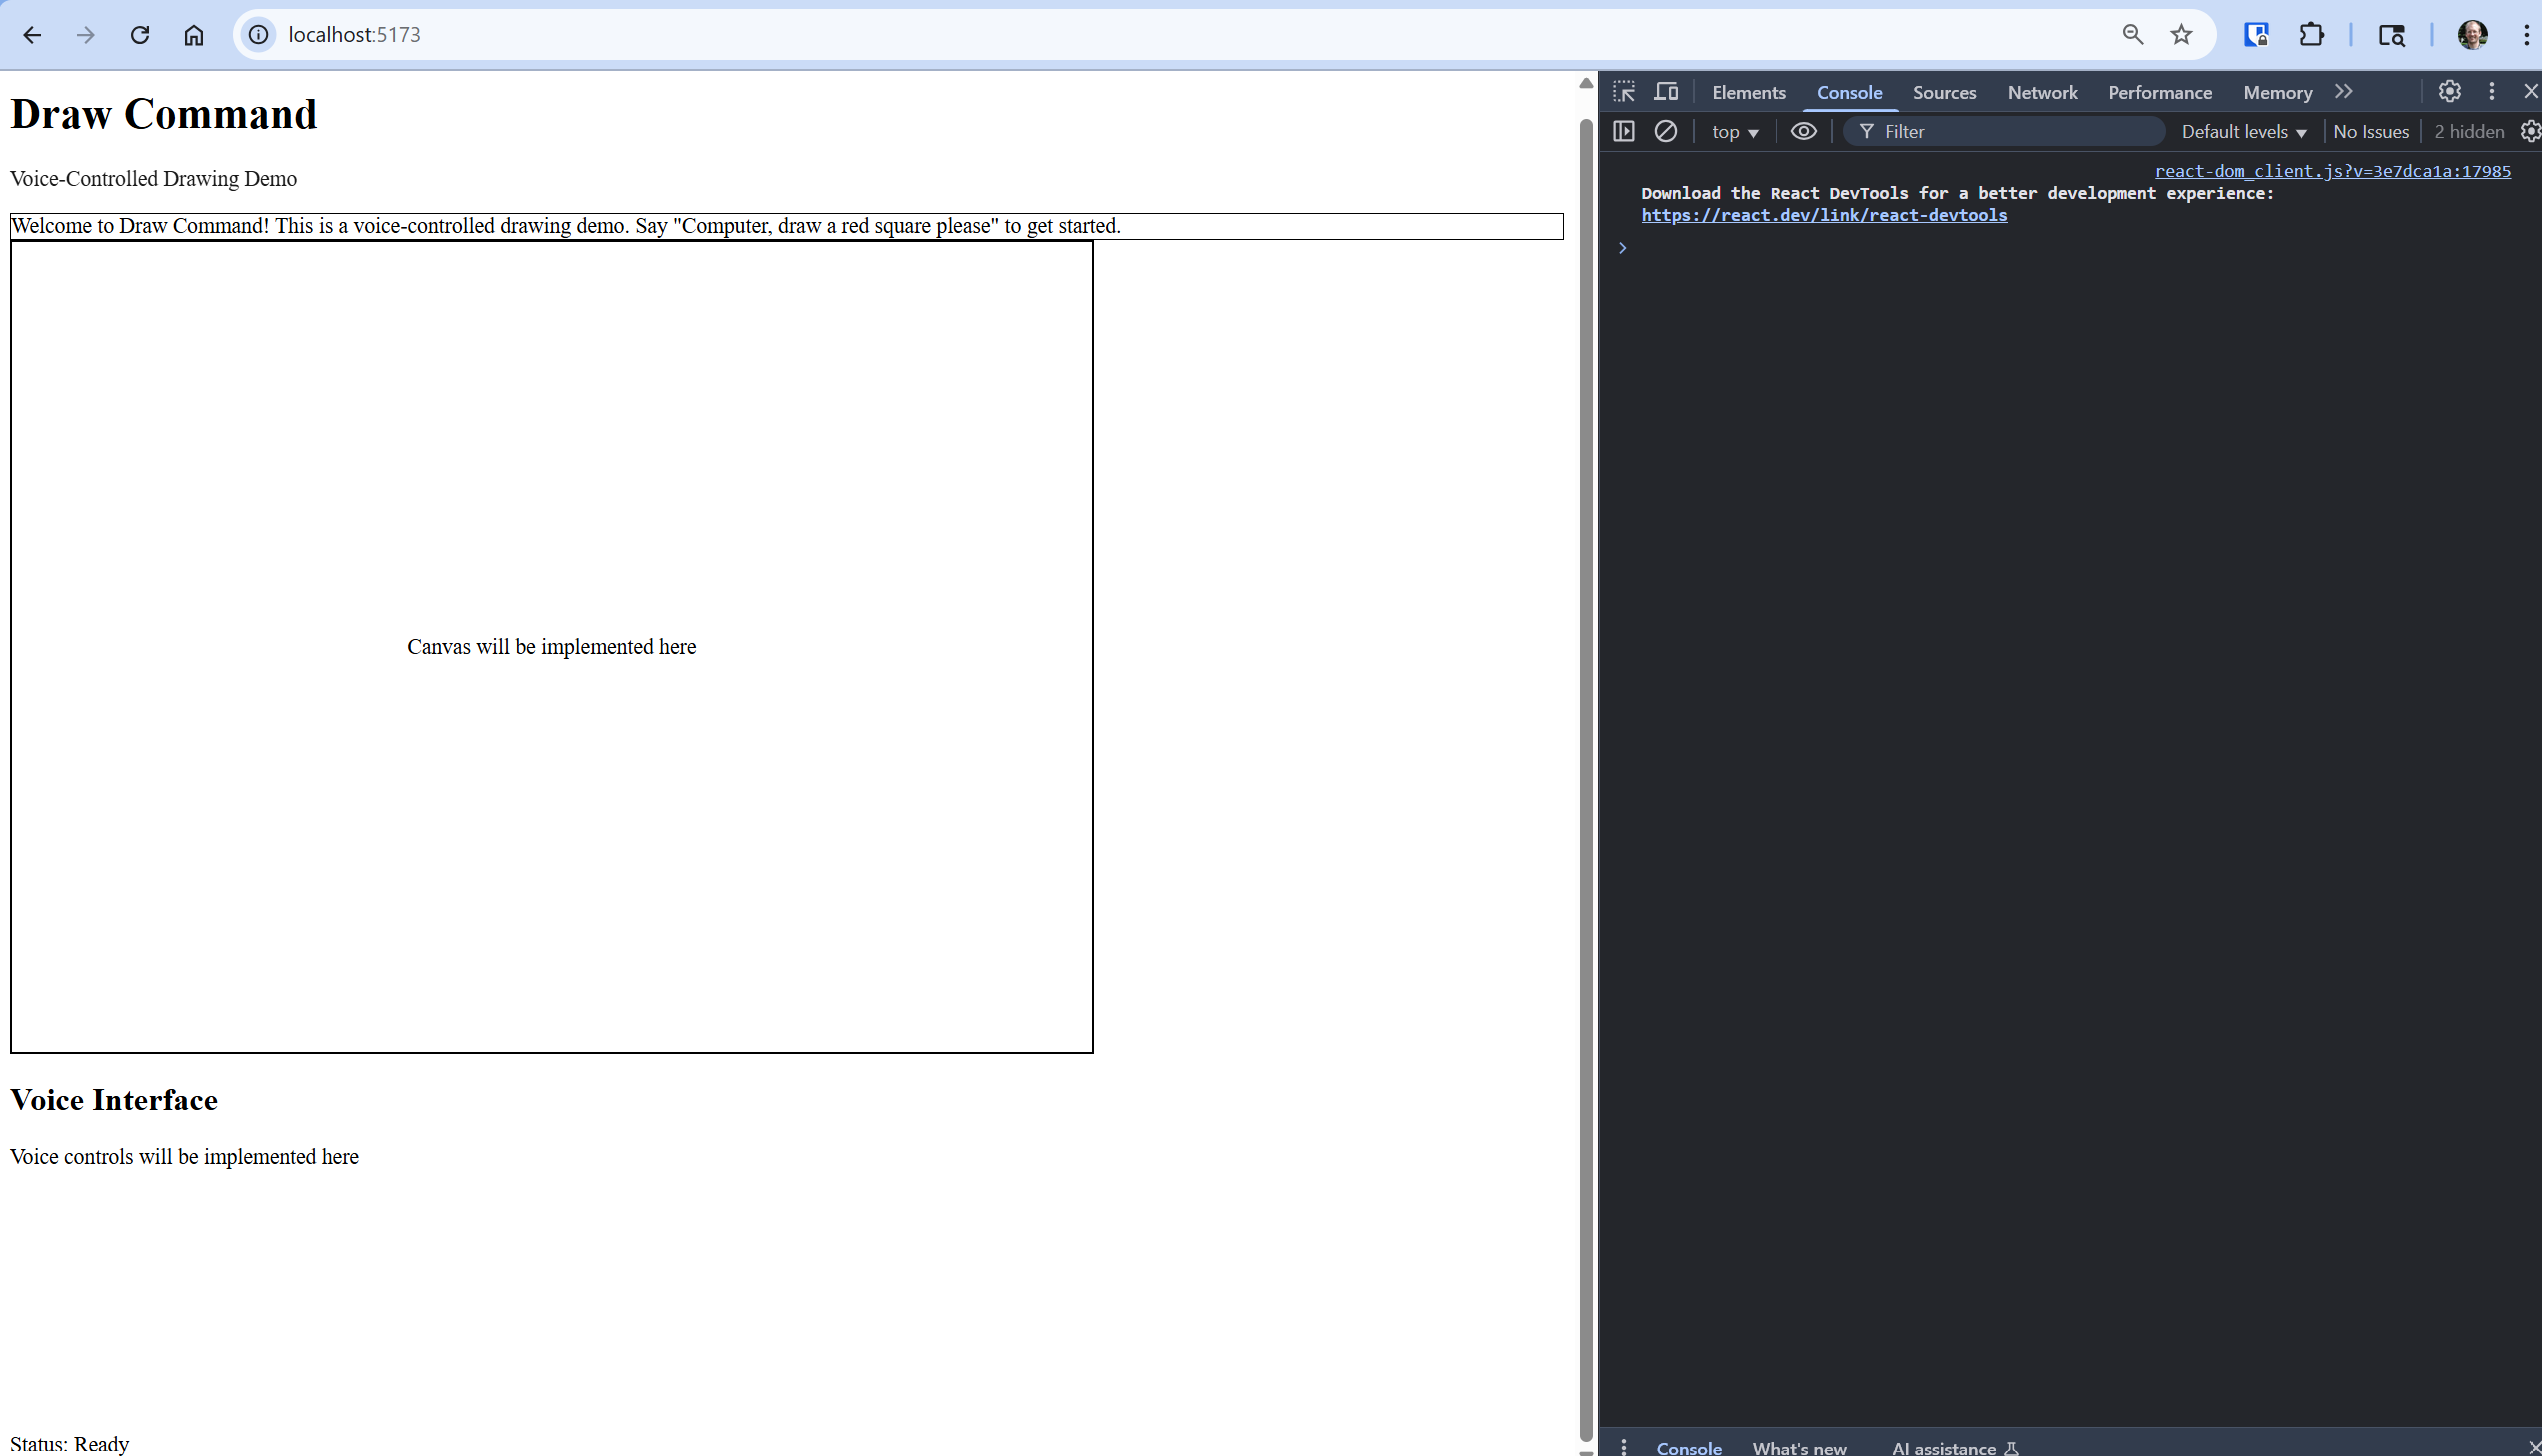 localhost:5173
Draw Command
Voice-Controlled Drawing Demo
Welcome to Draw Command! This is a voice-controlled drawing demo. Say "Computer, draw a red square please" to get started.
Canvas will be implemented here
Voice Interface
Voice controls will be implemented here
Status: Ready
Elements Console Sources Network Performance Memory
top Filter Default levels No Issues 2 hidden
react-dom_client.js?v=3e7dca1a:17985
Download the React DevTools for a better development experience:
https://react.dev/link/react-devtools
Console What's new AI assistance